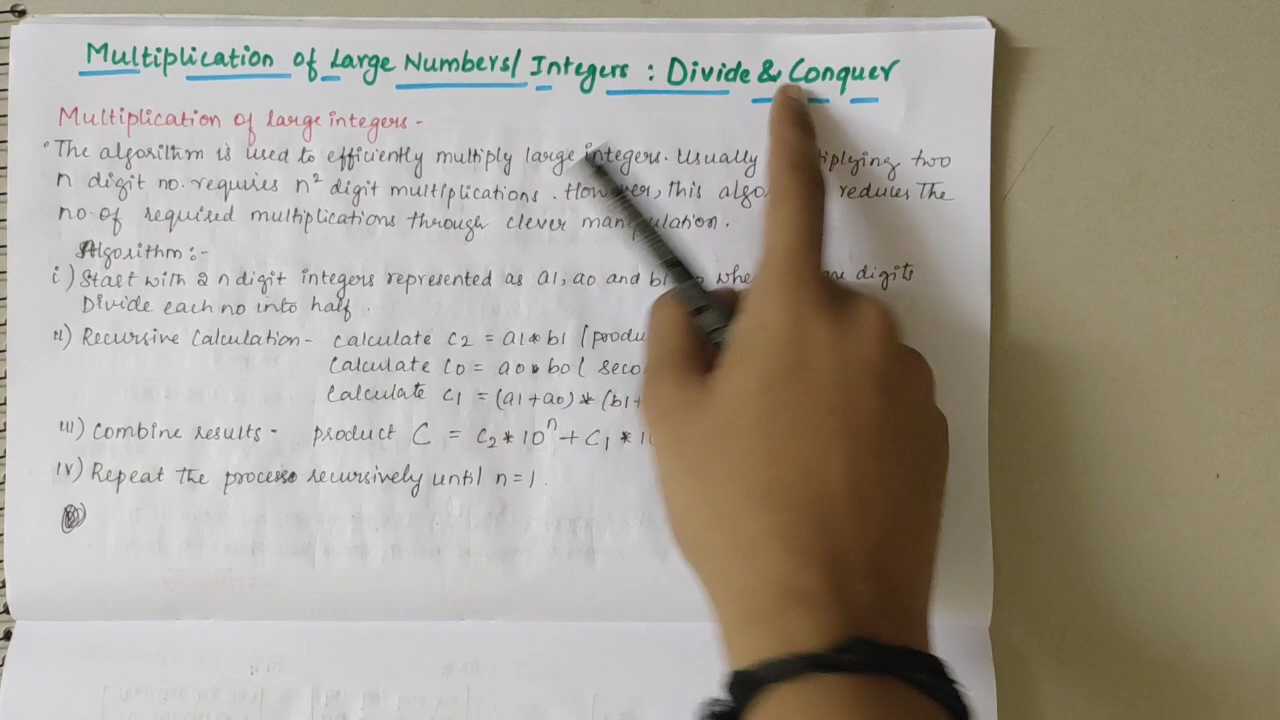 Multiplication of Large Numbers/ Integers : Divide & Conquer
Multiplication of large integers -
The algorithm is used to efficiently multiply large integers. Usually multiplying two
n digit no. requires n² digit multiplications. However, this algo reduces The
no. of required multiplications through clever manipulation.
Algorithm :-
i) Start with 2 n digit integers represented as a1, a0 and b1 digits
Divide each no into half.
ii) Recursive Calculation - calculate c2 = a1 * b1 (
Calculate c0 = a0 * b0 (
Calculate c1 = (a1+a0) * (b1+
iii) Combine results - product C = c2 * 10^n + C1 *
iv) Repeat the process recursively until n = 1.